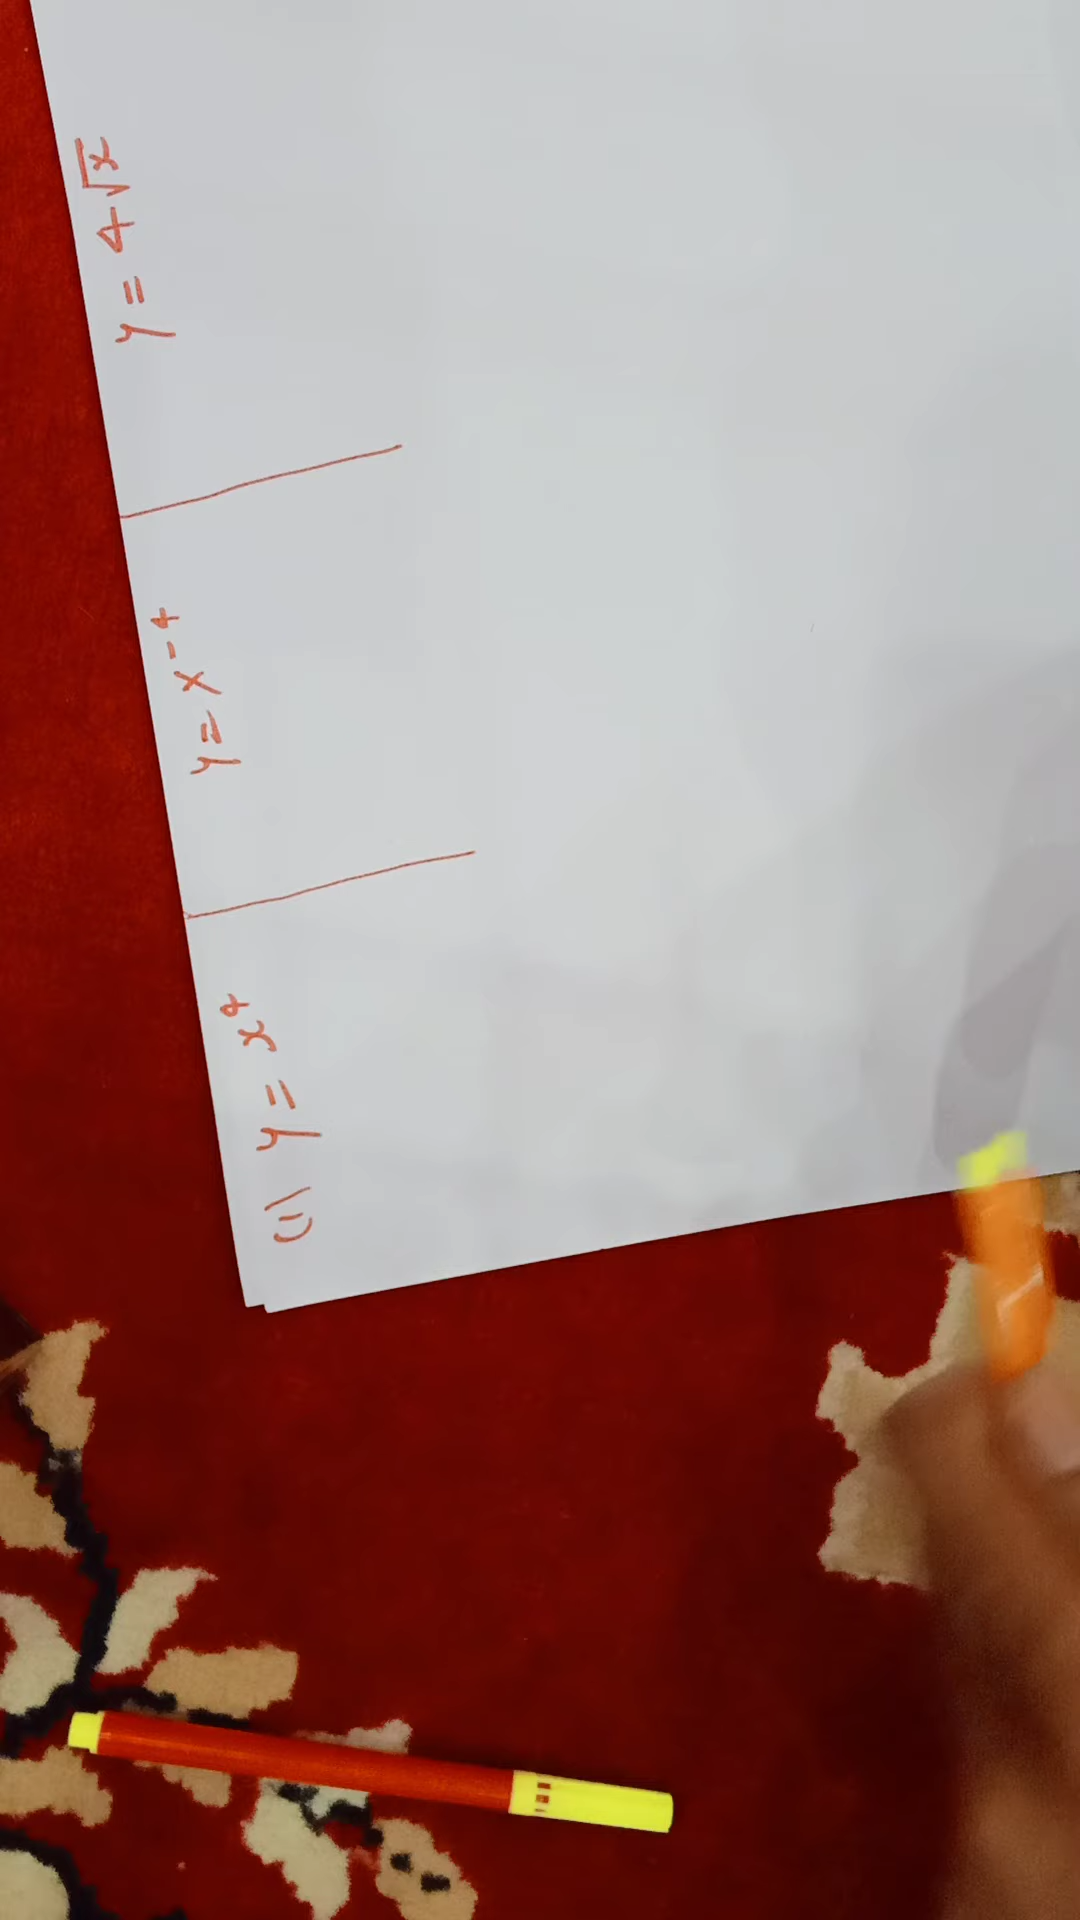 (1) y = x⁴
y = x⁻⁴
y = 4√x